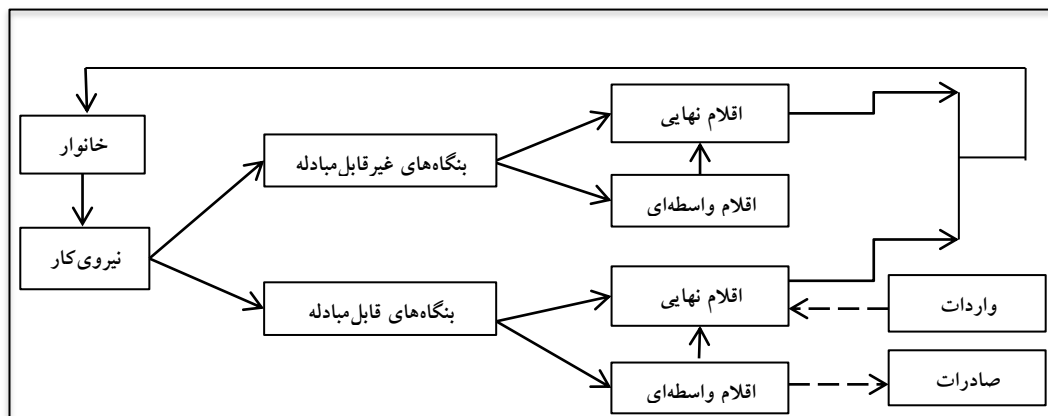 خانوار
نیروی‌کار
بنگاه‌های غیرقابل‌مبادله
بنگاه‌های قابل‌مبادله
اقلام نهایی
اقلام واسطه‌ای
اقلام نهایی
اقلام واسطه‌ای
واردات
صادرات